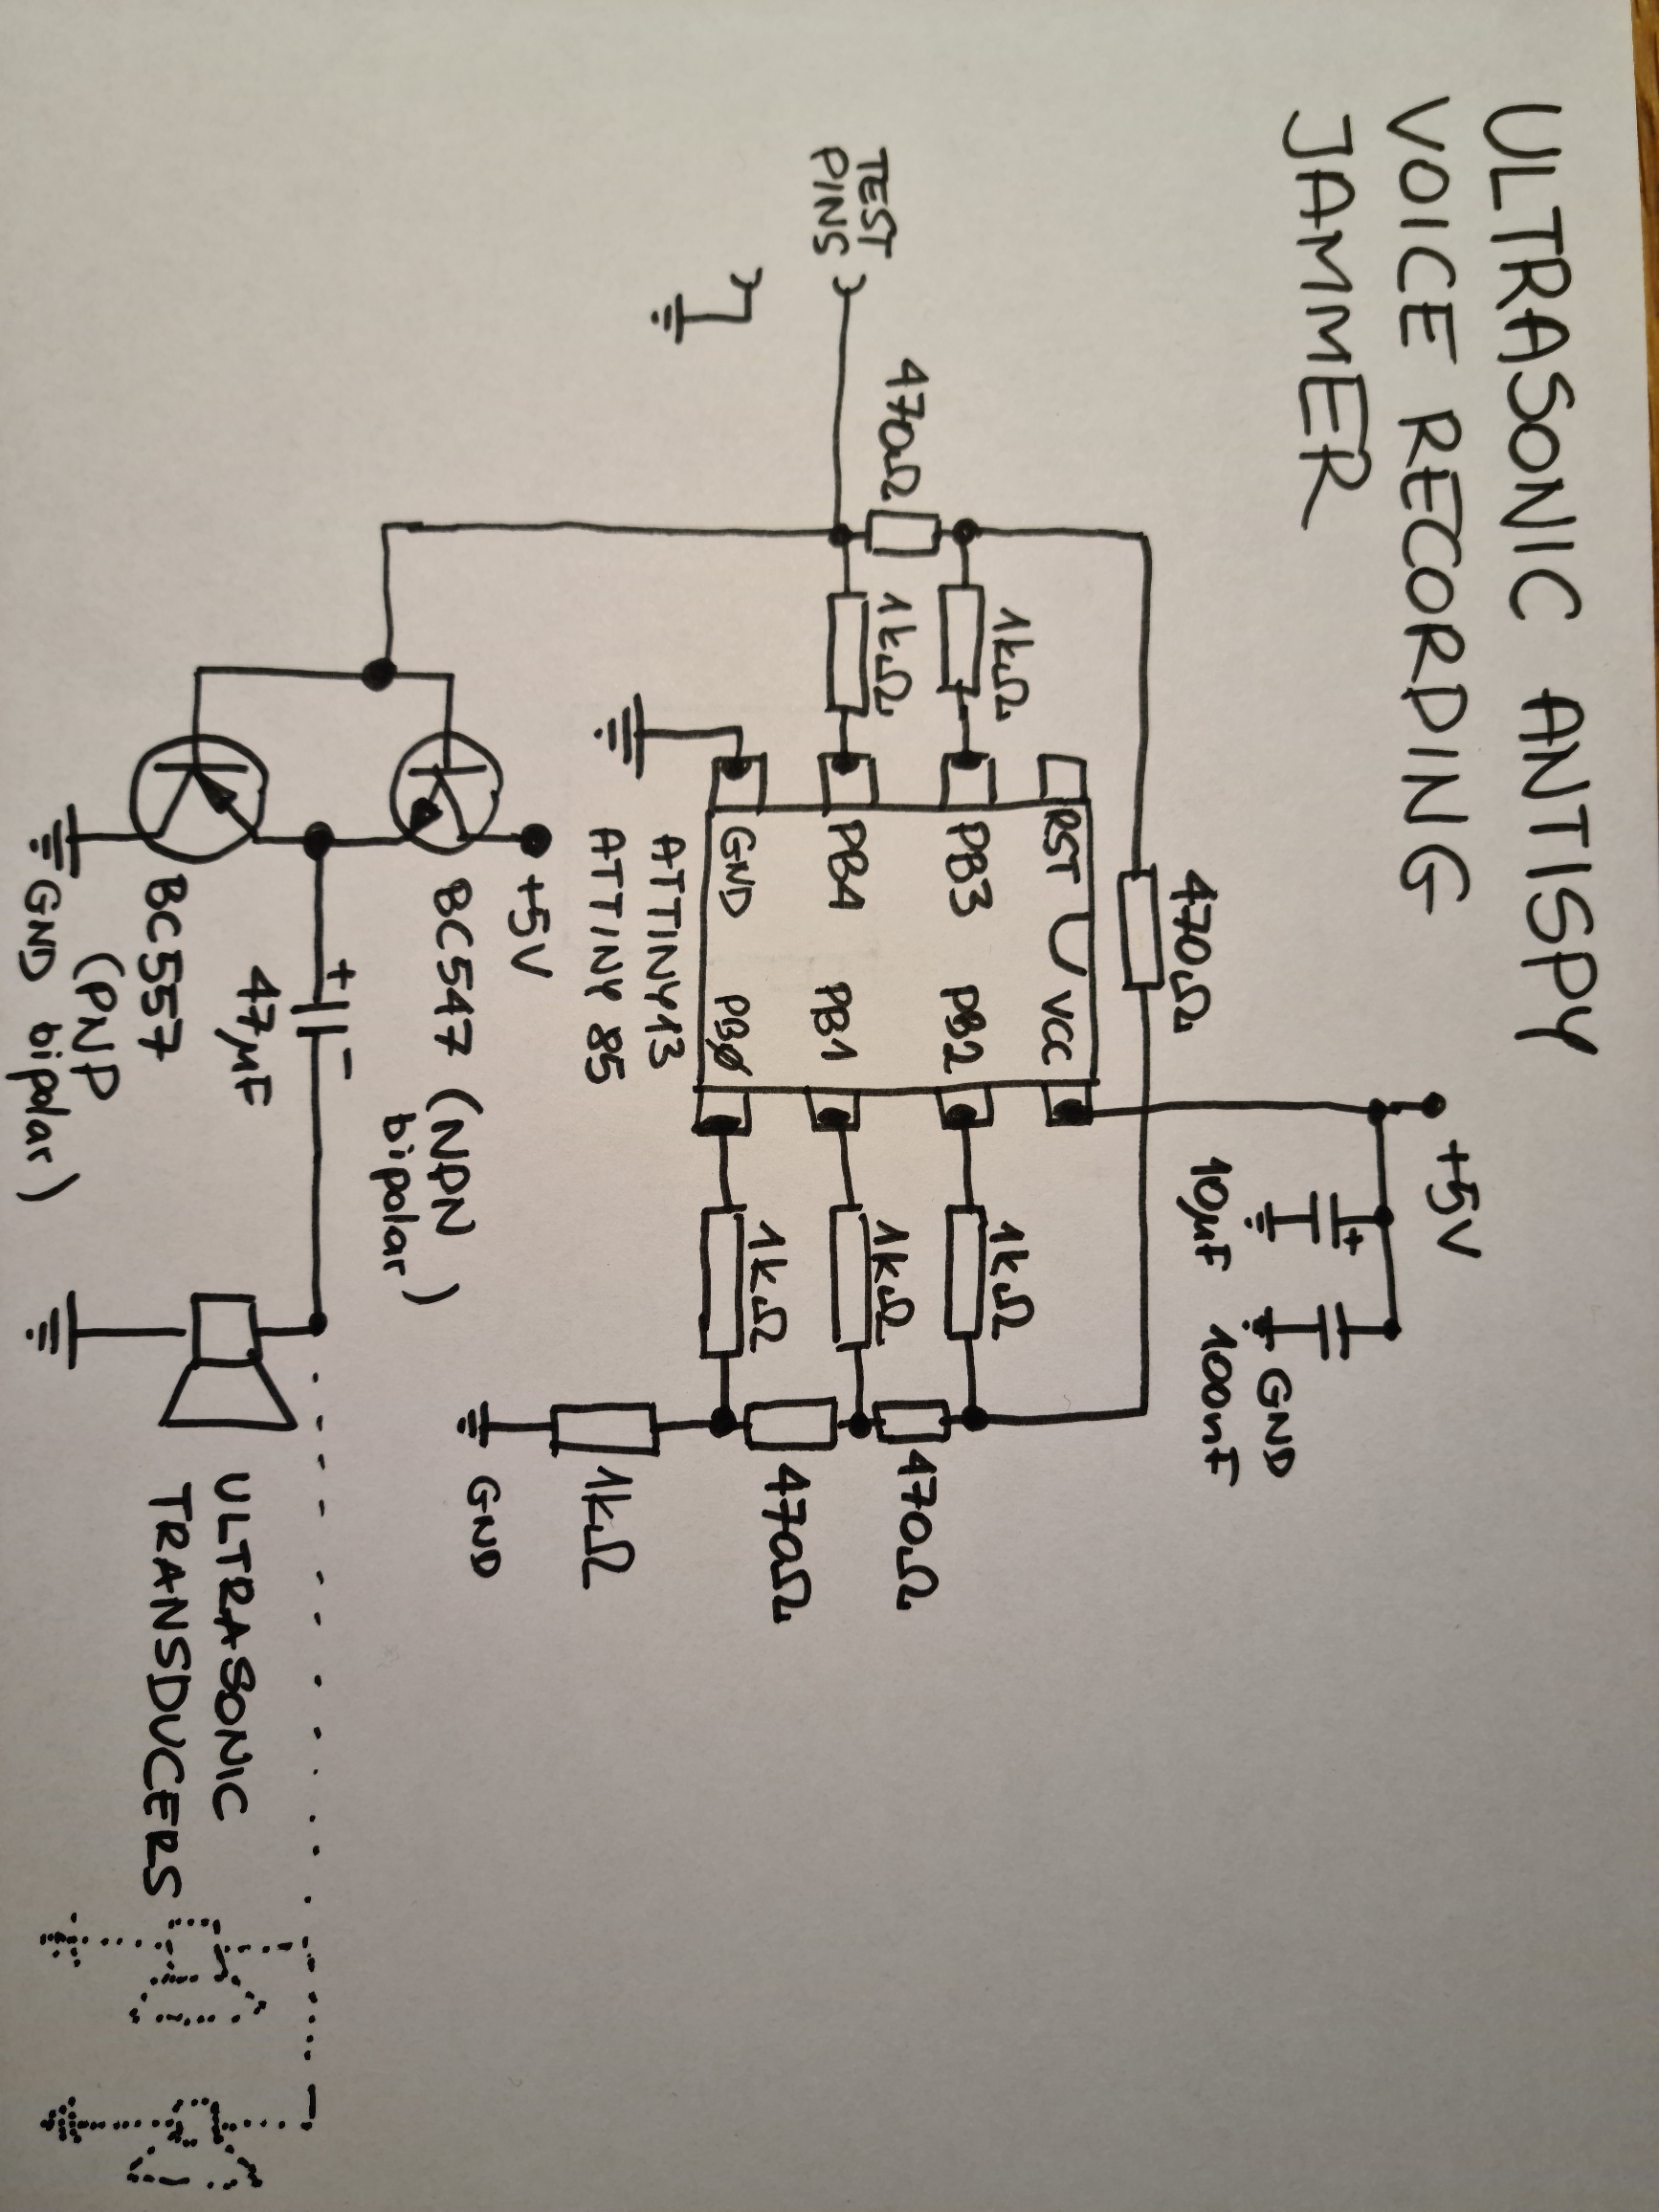 ULTRASONIC ANTISPY
VOICE RECORDING
JAMMER
+5V
10µF
100nF
GND
470Ω
TEST
PINS
470Ω
1kΩ
1kΩ
RST
VCC
PB3
PB2
PB4
PB1
GND
PBØ
1kΩ
1kΩ
1kΩ
470Ω
470Ω
1kΩ
GND
ATTINY13
ATTINY 85
+5V
BC547 (NPN
bipolar)
+
-
47µF
BC557
(PNP
bipolar)
GND
ULTRASONIC
TRANSDUCERS